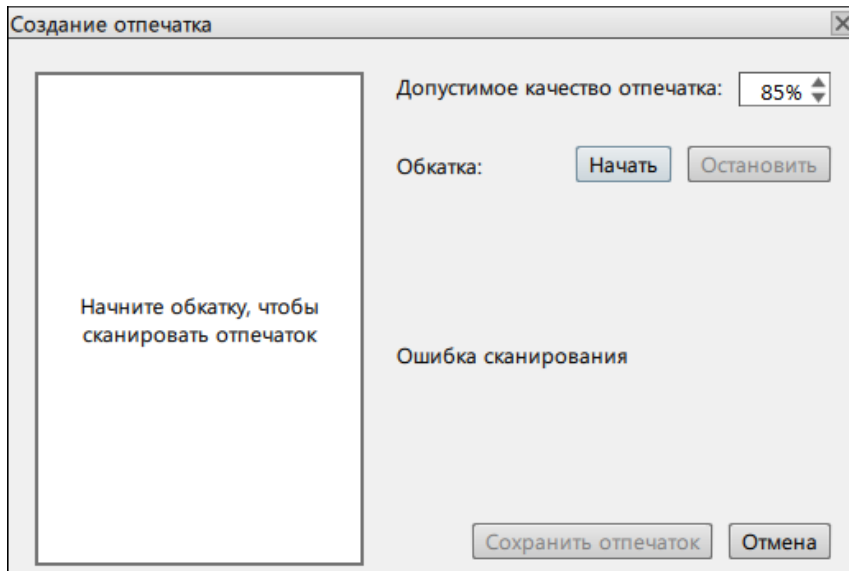 Создание отпечатка
Допустимое качество отпечатка: 85%
Обкатка: Начать Остановить
Начните обкатку, чтобы
сканировать отпечаток
Ошибка сканирования
Сохранить отпечаток Отмена